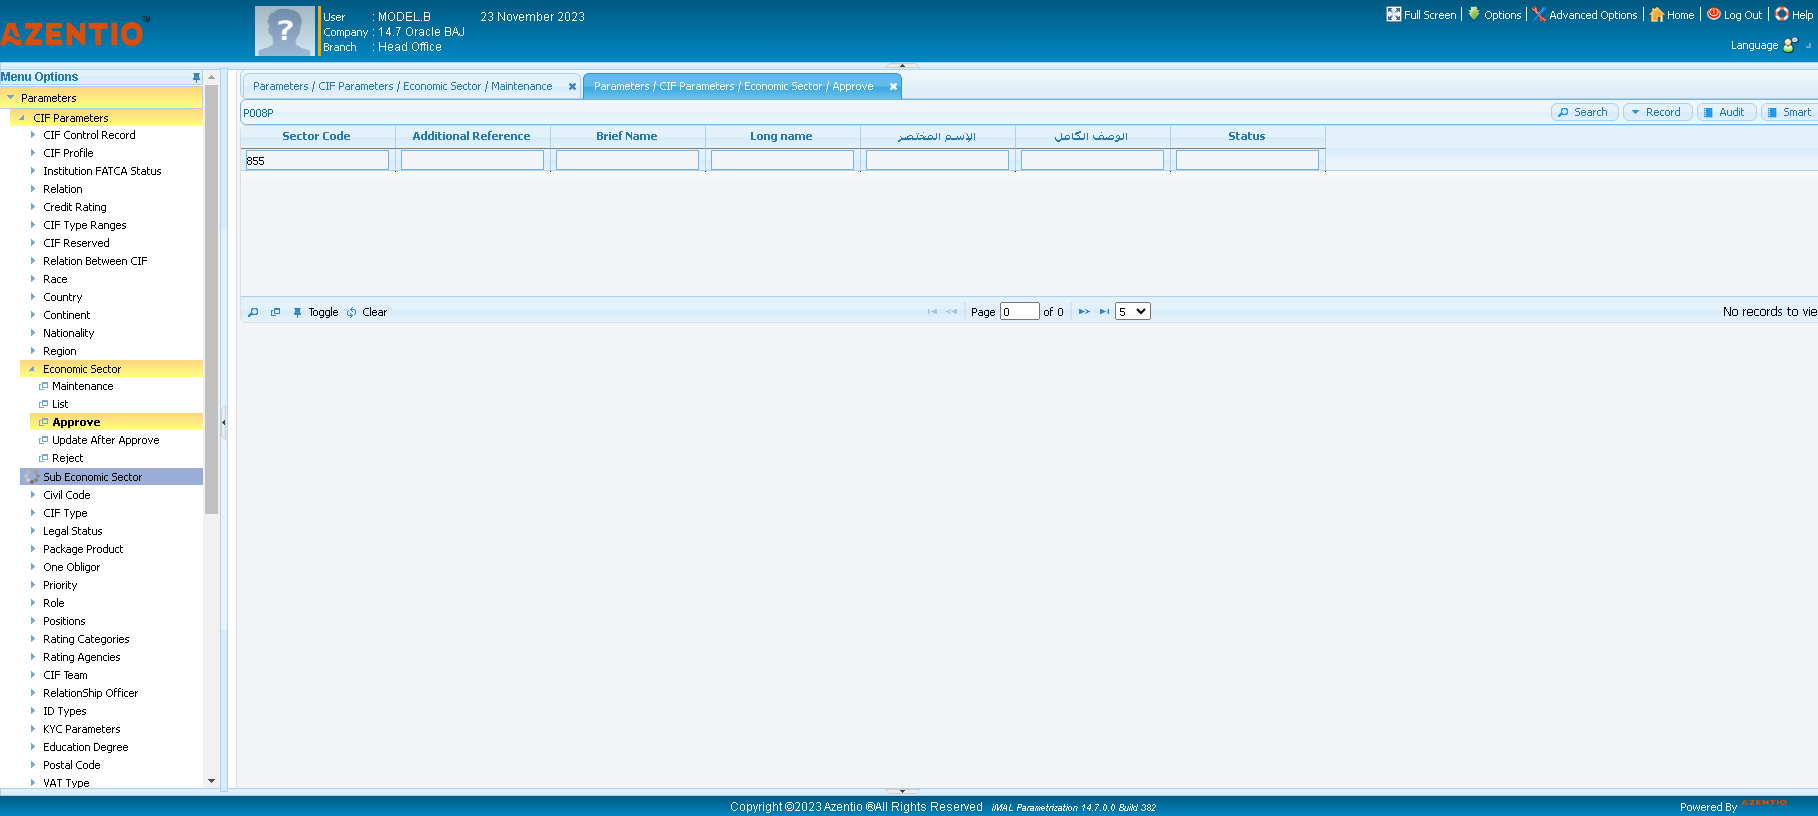 AZENTIO™
User : MODEL.B 23 November 2023
Company : 14.7 Oracle BAJ
Branch : Head Office
Full Screen Options Advanced Options Home Log Out Help
Language
Menu Options
Parameters
CIF Parameters
CIF Control Record
CIF Profile
Institution FATCA Status
Relation
Credit Rating
CIF Type Ranges
CIF Reserved
Relation Between CIF
Race
Country
Continent
Nationality
Region
Economic Sector
Maintenance
List
Approve
Update After Approve
Reject
Sub Economic Sector
Civil Code
CIF Type
Legal Status
Package Product
One Obligor
Priority
Role
Positions
Rating Categories
Rating Agencies
CIF Team
RelationShip Officer
ID Types
KYC Parameters
Education Degree
Postal Code
VAT Type
Parameters / CIF Parameters / Economic Sector / Maintenance
Parameters / CIF Parameters / Economic Sector / Approve
P008P
Search Record Audit Smart
Sector Code Additional Reference Brief Name Long name الإسم المختصر الوصف الكامل Status
855
Toggle Clear
Page 0 of 0 5
No records to vie
Copyright ©2023 Azentio ®All Rights Reserved iMAL Parametrization 14.7.0.0 Build 382
Powered By AZENTIO